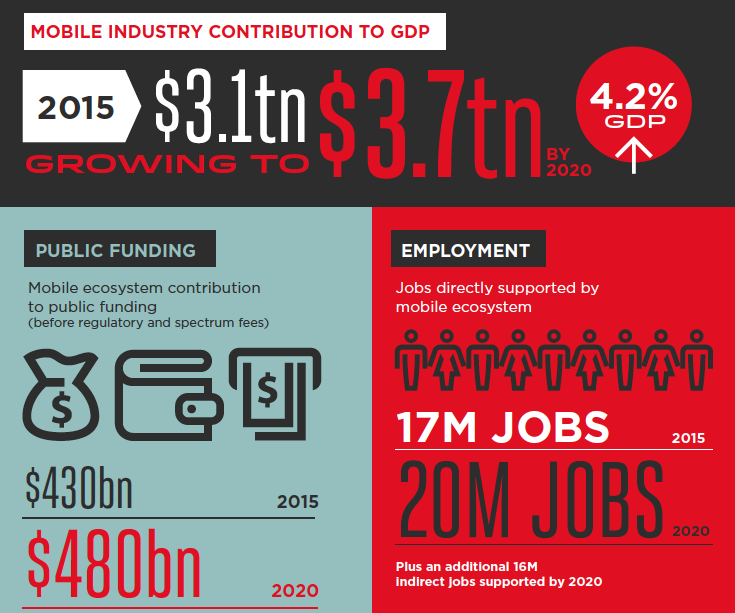 MOBILE INDUSTRY CONTRIBUTION TO GDP
2015
$3.1tn
GROWING TO
$3.7tn
BY
2020
4.2%
GDP
PUBLIC FUNDING
Mobile ecosystem contribution
to public funding
(before regulatory and spectrum fees)
$
$
$430bn
2015
$480bn
2020
EMPLOYMENT
Jobs directly supported by
mobile ecosystem
17M JOBS
2015
20M JOBS
2020
Plus an additional 16M
Indirect jobs supported by 2020